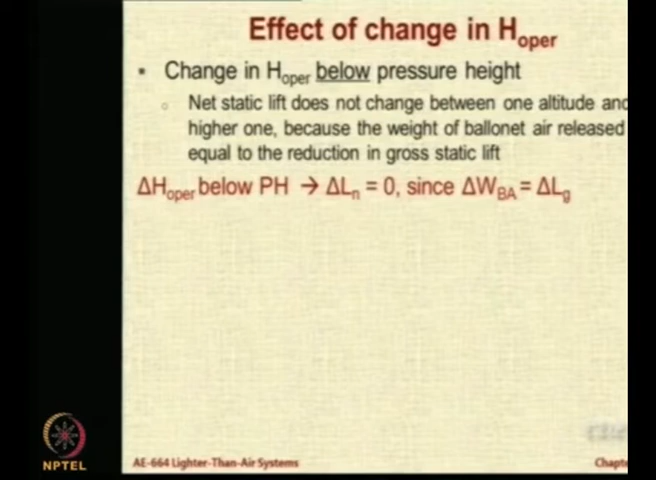 Effect of change in Hoper
• Change in Hoper below pressure height
○ Net static lift does not change between one altitude and
higher one, because the weight of ballonet air released
equal to the reduction in gross static lift
ΔHoper below PH → ΔLn = 0, since ΔWBA = ΔLg
NPTEL
AE-664 Lighter-Than-Air Systems